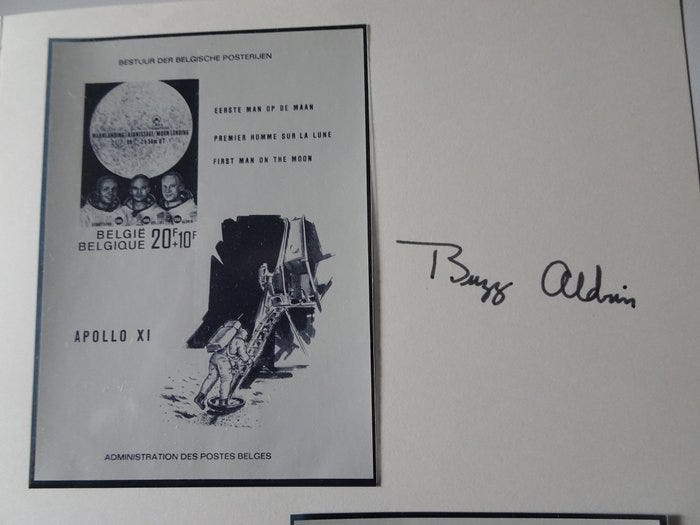 BESTUUR DER BELGISCHE POSTERIJEN
EERSTE MAN OP DE MAAN
PREMIER HOMME SUR LA LUNE
FIRST MAN ON THE MOON
BELGIË
BELGIQUE 20F+10F
APOLLO XI
ADMINISTRATION DES POSTES BELGES
Buzz Aldrin